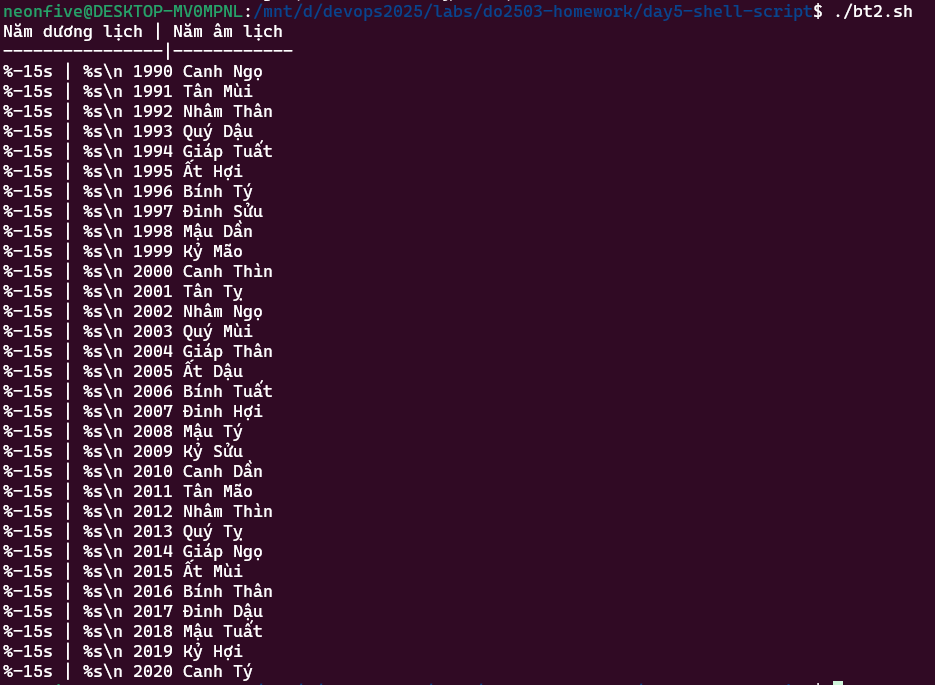 neonfive@DESKTOP-MV0MPNL:/mnt/d/devops2025/labs/do2503-homework/day5-shell-script$ ./bt2.sh
Năm dương lịch | Năm âm lịch
----------------|------------
%-15s | %s\n 1990 Canh Ngọ
%-15s | %s\n 1991 Tân Mùi
%-15s | %s\n 1992 Nhâm Thân
%-15s | %s\n 1993 Quý Dậu
%-15s | %s\n 1994 Giáp Tuất
%-15s | %s\n 1995 Ất Hợi
%-15s | %s\n 1996 Bính Tý
%-15s | %s\n 1997 Đinh Sửu
%-15s | %s\n 1998 Mậu Dần
%-15s | %s\n 1999 Kỷ Mão
%-15s | %s\n 2000 Canh Thìn
%-15s | %s\n 2001 Tân Tỵ
%-15s | %s\n 2002 Nhâm Ngọ
%-15s | %s\n 2003 Quý Mùi
%-15s | %s\n 2004 Giáp Thân
%-15s | %s\n 2005 Ất Dậu
%-15s | %s\n 2006 Bính Tuất
%-15s | %s\n 2007 Đinh Hợi
%-15s | %s\n 2008 Mậu Tý
%-15s | %s\n 2009 Kỷ Sửu
%-15s | %s\n 2010 Canh Dần
%-15s | %s\n 2011 Tân Mão
%-15s | %s\n 2012 Nhâm Thìn
%-15s | %s\n 2013 Quý Tỵ
%-15s | %s\n 2014 Giáp Ngọ
%-15s | %s\n 2015 Ất Mùi
%-15s | %s\n 2016 Bính Thân
%-15s | %s\n 2017 Đinh Dậu
%-15s | %s\n 2018 Mậu Tuất
%-15s | %s\n 2019 Kỷ Hợi
%-15s | %s\n 2020 Canh Tý